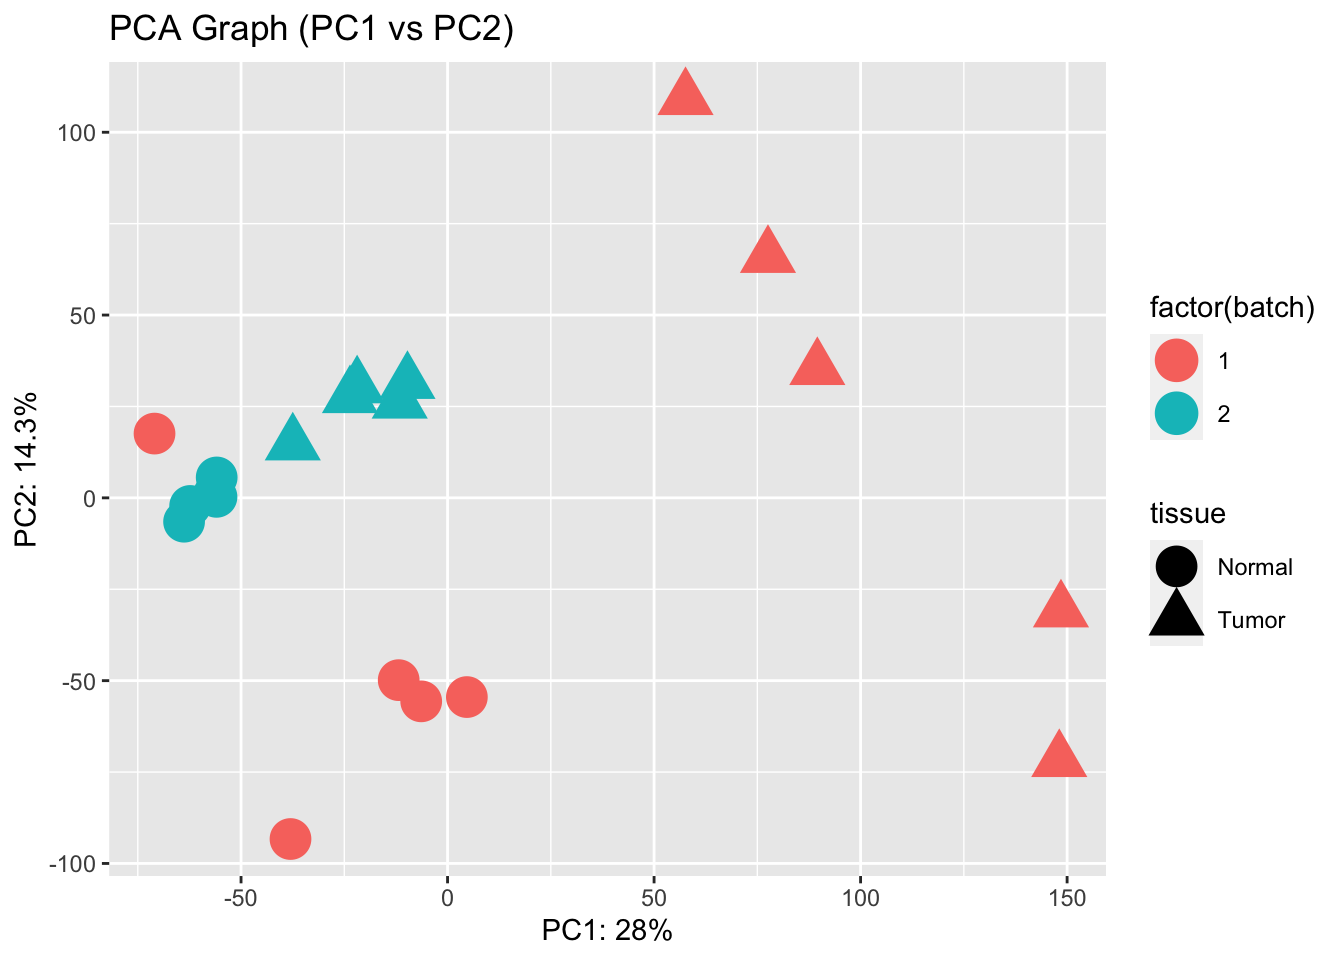 PCA Graph (PC1 vs PC2)
100
50
0
-50
-100
PC2: 14.3%
-50
0
50
100
150
PC1: 28%
factor(batch)
1
2
tissue
Normal
Tumor